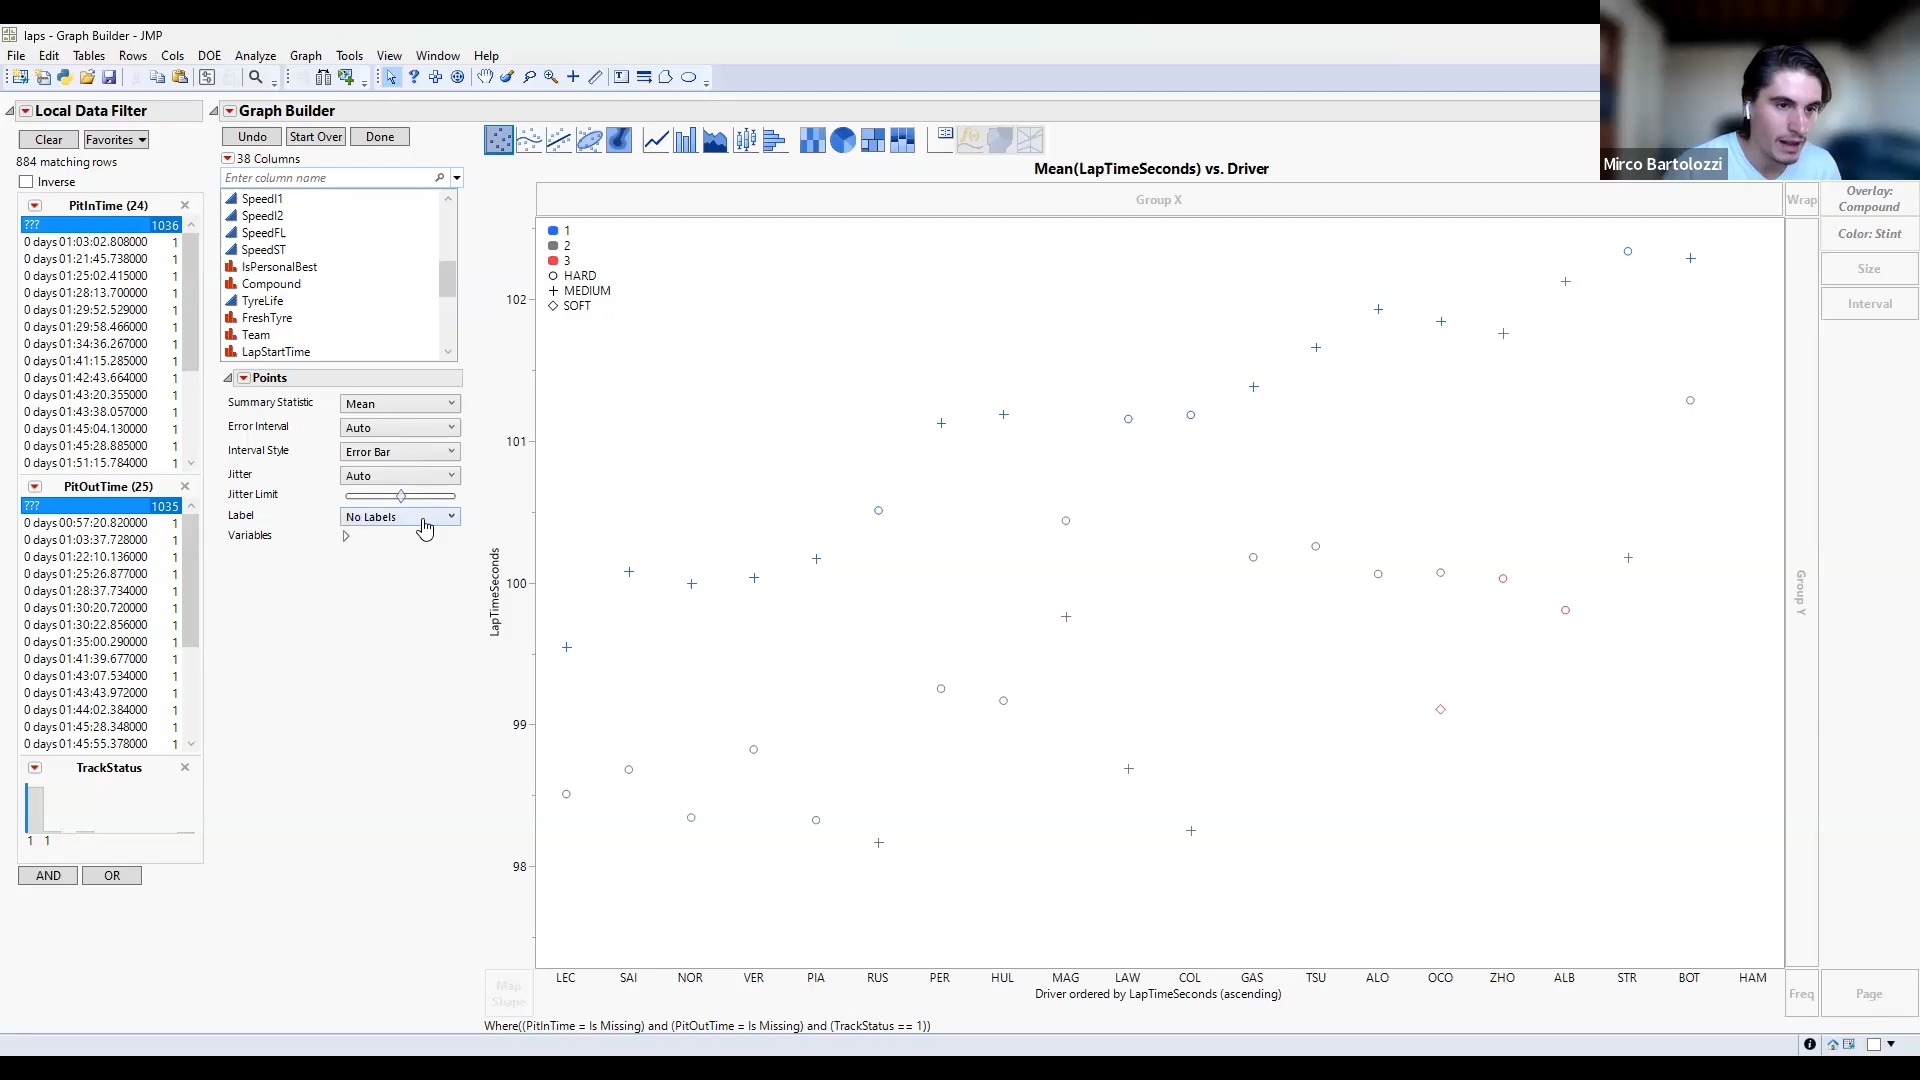 laps - Graph Builder - JMP
File Edit Tables Rows Cols DOE Analyze Graph Tools View Window Help
Local Data Filter
Clear Favorites
884 matching rows
Inverse
PitInTime (24)
??? 1036
0 days 01:03:02.808000 1
0 days 01:21:45.738000 1
0 days 01:25:02.415000 1
0 days 01:28:13.700000 1
0 days 01:29:52.529000 1
0 days 01:29:58.466000 1
0 days 01:34:36.267000 1
0 days 01:41:15.285000 1
0 days 01:42:43.664000 1
0 days 01:43:20.355000 1
0 days 01:43:38.057000 1
0 days 01:45:04.130000 1
0 days 01:45:28.885000 1
0 days 01:51:15.784000 1
PitOutTime (25)
??? 1035
0 days 00:57:20.820000 1
0 days 01:03:37.728000 1
0 days 01:22:10.136000 1
0 days 01:25:26.877000 1
0 days 01:28:37.734000 1
0 days 01:30:20.720000 1
0 days 01:30:22.856000 1
0 days 01:35:00.290000 1
0 days 01:41:39.677000 1
0 days 01:43:07.534000 1
0 days 01:43:43.972000 1
0 days 01:44:02.384000 1
0 days 01:45:28.348000 1
0 days 01:45:55.378000 1
TrackStatus
1 1
AND OR
Graph Builder
Undo Start Over Done
38 Columns
Enter column name
SpeedI1
SpeedI2
SpeedFL
SpeedST
IsPersonalBest
Compound
TyreLife
FreshTyre
Team
LapStartTime
Points
Summary Statistic Mean
Error Interval Auto
Interval Style Error Bar
Jitter Auto
Jitter Limit
Label No Labels
Variables
Mean(LapTimeSeconds) vs. Driver
Group X
Wrap
Overlay:
Compound
Color: Stint
Size
Interval
1
2
3
HARD
MEDIUM
SOFT
102
101
100
99
98
LapTimeSeconds
Group Y
LEC SAI NOR VER PIA RUS PER HUL MAG LAW COL GAS TSU ALO OCO ZHO ALB STR BOT HAM
Driver ordered by LapTimeSeconds (ascending)
Map
Shape
Freq
Page
Where((PitInTime = Is Missing) and (PitOutTime = Is Missing) and (TrackStatus == 1))
Mirco Bartolozzi